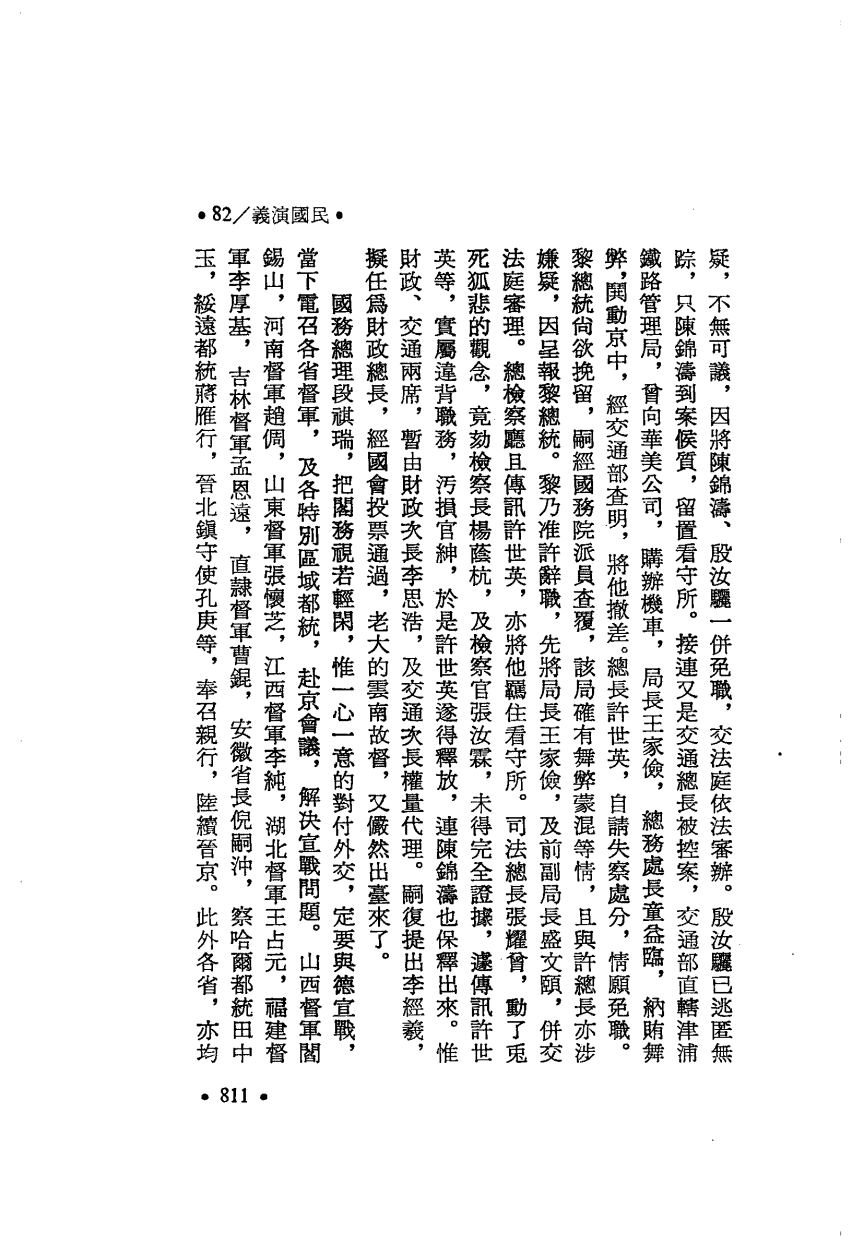 •82/義演國民•
疑，不無可議，因將陳錦濤、殷汝驪一併免職，交法庭依法審辦。殷汝驪已逃匿無
踪，只陳錦濤到案候質，留置看守所。接連又是交通總長被控案，交通部直轄津浦
鐵路管理局，曾向華美公司，購辦機車，局長王家儉，總務處長童益臨，納賄舞
弊，鬨動京中，經交通部查明，將他撤差。總長許世英，自請失察處分，情願免職。
黎總統尙欲挽留，嗣經國務院派員查覆，該局確有舞弊蒙混等情，且與許總長亦涉
嫌疑，因呈報黎總統。黎乃准許辭職，先將局長王家儉，及前副局長盛文頤，併交
法庭審理。總檢察廳且傳訊許世英，亦將他羈住看守所。司法總長張耀曾，動了兎
死狐悲的觀念，竟劾檢察長楊蔭杭，及檢察官張汝霖，未得完全證據，遽傳訊許世
英等，實屬違背職務，汚損官紳，於是許世英遂得釋放，連陳錦濤也保釋出來。惟
財政、交通兩席，暫由財政次長李思浩，及交通次長權量代理。嗣復提出李經羲，
擬任爲財政總長，經國會投票通過，老大的雲南故督，又儼然出臺來了。
國務總理段祺瑞，把閣務視若輕閑，惟一心一意的對付外交，定要與德宣戰，
當下電召各省督軍，及各特別區域都統，赴京會議，解决宣戰問題。山西督軍閻
錫山，河南督軍趙倜，山東督軍張懷芝，江西督軍李純，湖北督軍王占元，福建督
軍李厚基，吉林督軍孟恩遠，直隷督軍曹錕，安徽省長倪嗣沖，察哈爾都統田中
玉，綏遠都統蔣雁行，晉北鎭守使孔庚等，奉召親行，陸續晉京。此外各省，亦均
•811•